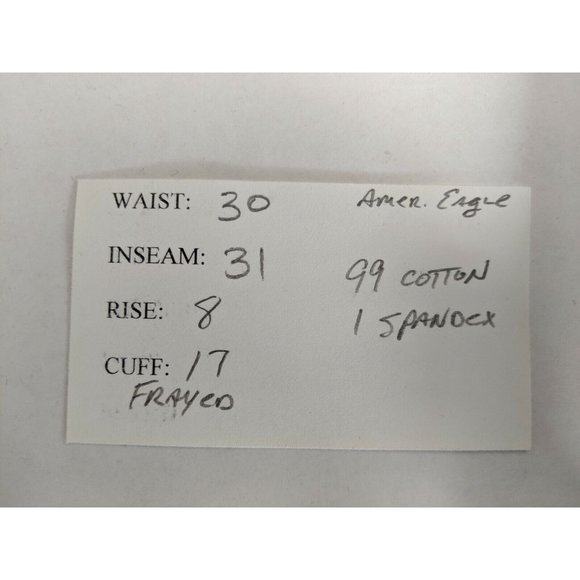 WAIST: 30 Amer. Eagle
INSEAM: 31
99 COTTON
RISE: 8
1 SPANDEX
CUFF: 17
FRAYED